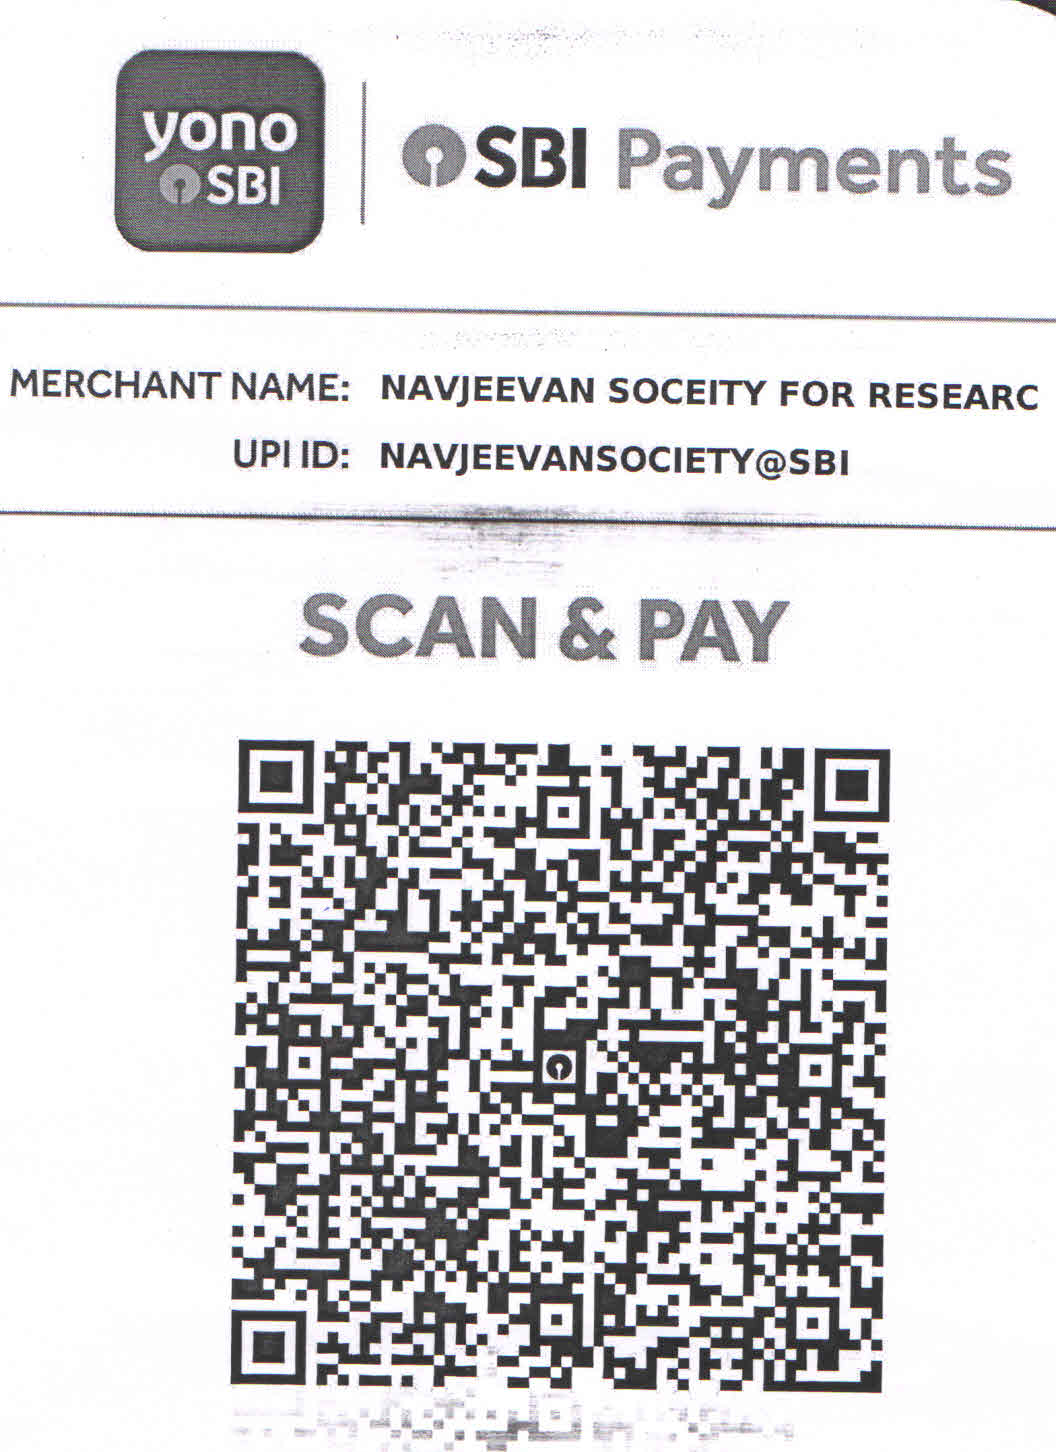 yono
SBI
SBI Payments
MERCHANT NAME: NAVJEEVAN SOCEITY FOR RESEARC
UPI ID: NAVJEEVANSOCIETY@SBI
SCAN & PAY